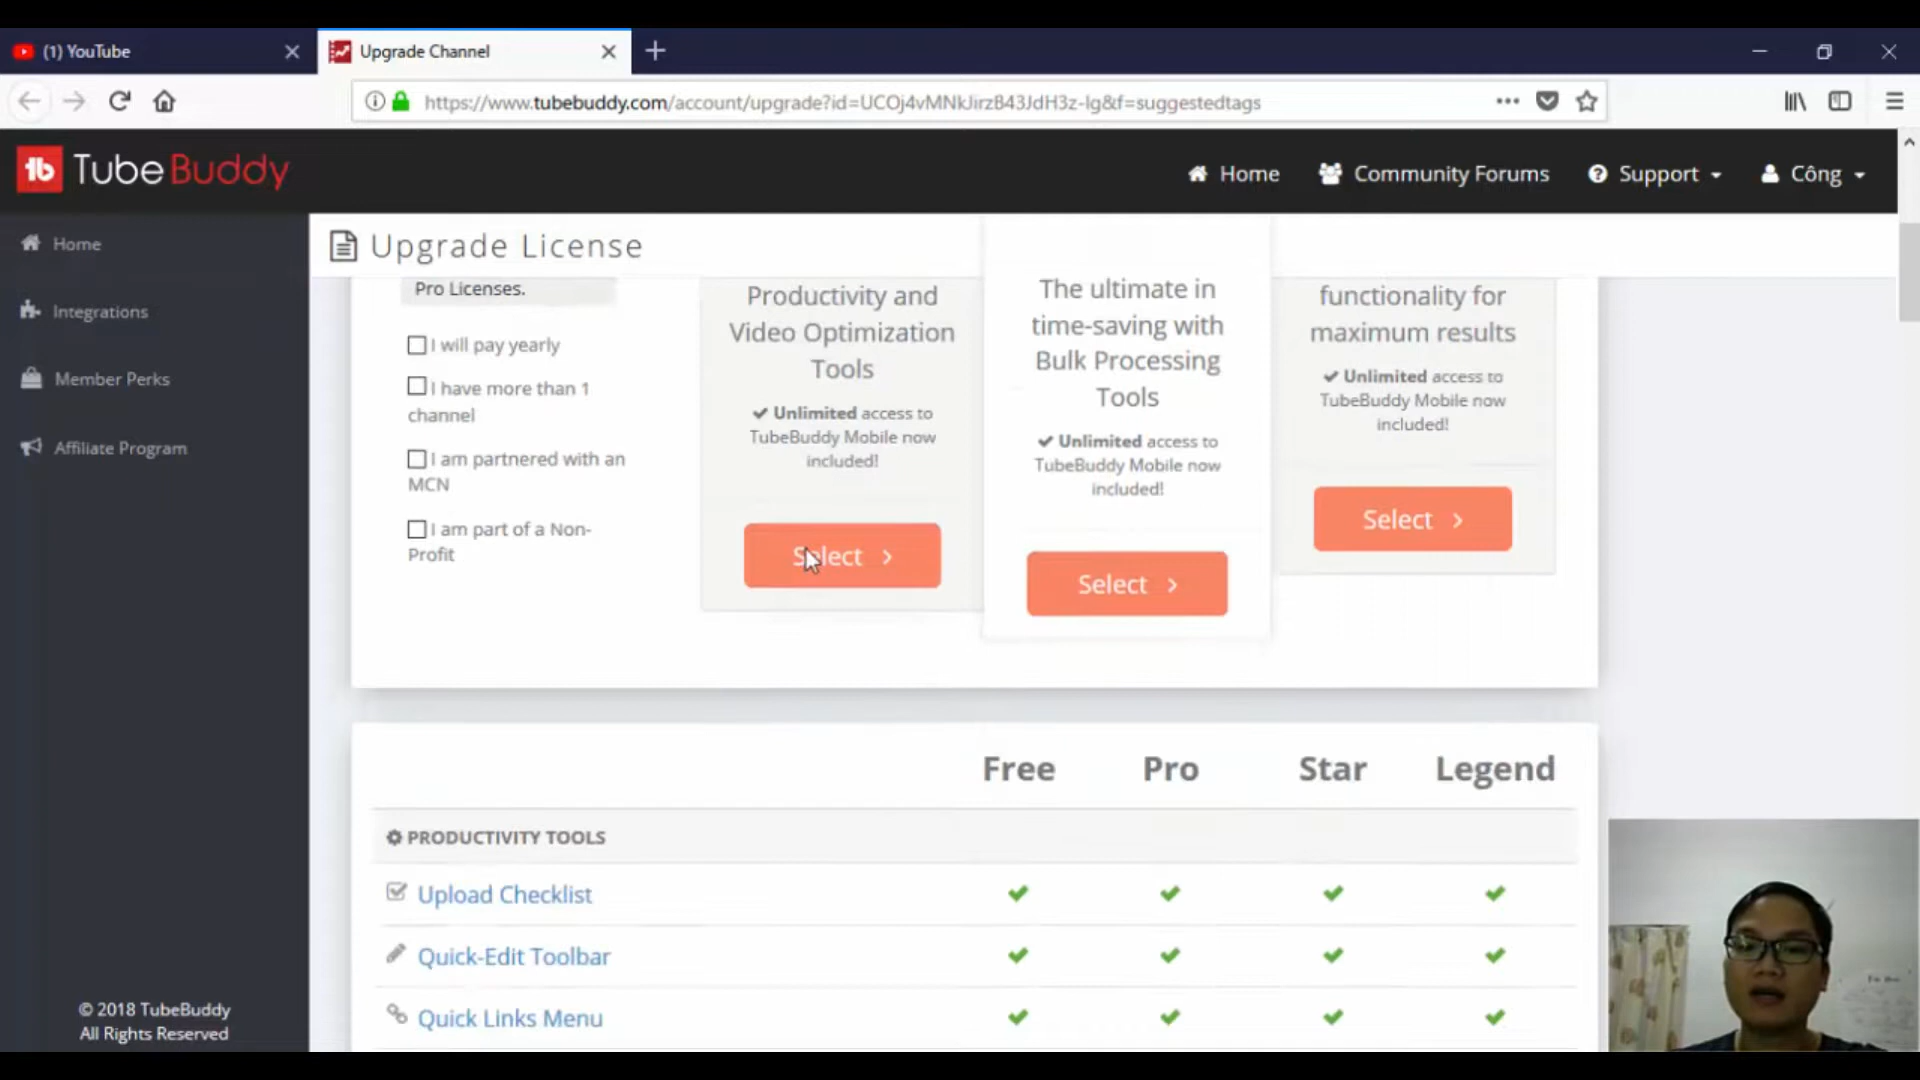 (1) YouTube
Upgrade Channel
https://www.tubebuddy.com/account/upgrade?id=UCOj4vMNkJirzB43JdH3z-lg&f=suggestedtags
TubeBuddy
Home
Community Forums
Support
Công
Home
Integrations
Member Perks
Affiliate Program
© 2018 TubeBuddy
All Rights Reserved
Upgrade License
Pro Licenses.
I will pay yearly
I have more than 1
channel
I am partnered with an
MCN
I am part of a Non-
Profit
Productivity and
Video Optimization
Tools
Unlimited access to
TubeBuddy Mobile now
included!
Select
The ultimate in
time-saving with
Bulk Processing
Tools
Unlimited access to
TubeBuddy Mobile now
included!
Select
functionality for
maximum results
Unlimited access to
TubeBuddy Mobile now
included!
Select
Free Pro Star Legend
PRODUCTIVITY TOOLS
Upload Checklist
Quick-Edit Toolbar
Quick Links Menu